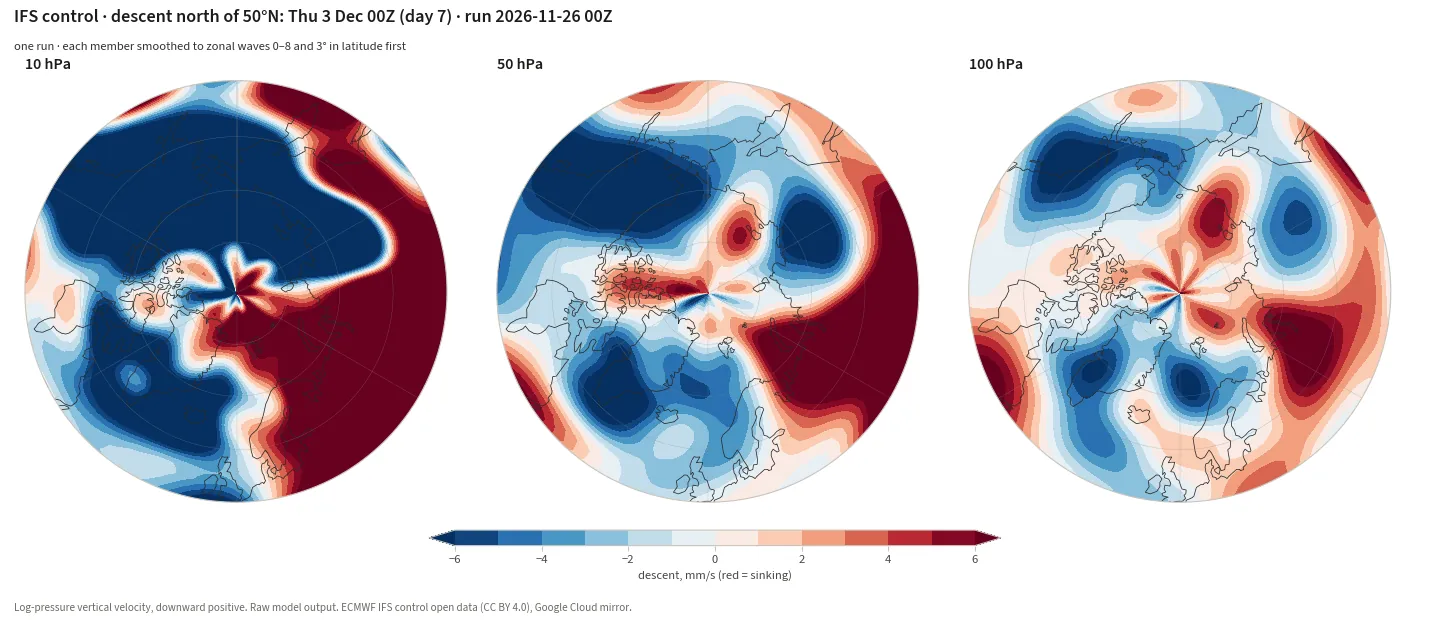 IFS control · descent north of 50°N: Thu 3 Dec 00Z (day 7) · run 2026-11-26 00Z
one run · each member smoothed to zonal waves 0–8 and 3° in latitude first
10 hPa
50 hPa
100 hPa
−6 −4 −2 0 2 4 6
descent, mm/s (red = sinking)
Log-pressure vertical velocity, downward positive. Raw model output. ECMWF IFS control open data (CC BY 4.0), Google Cloud mirror.